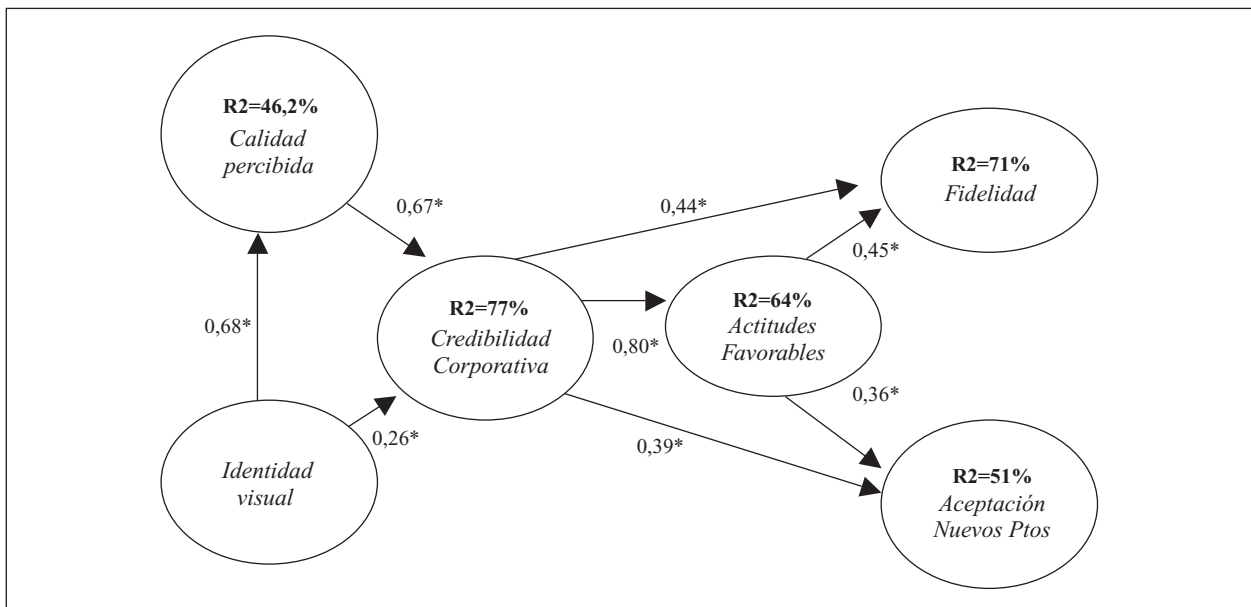 R2=46,2%
Calidad
percibida
0,67*
0,68*
Identidad
visual
0,26*
R2=77%
Credibilidad
Corporativa
0,44*
0,80*
0,39*
R2=64%
Actitudes
Favorables
0,45*
0,36*
R2=71%
Fidelidad
R2=51%
Aceptación
Nuevos Ptos